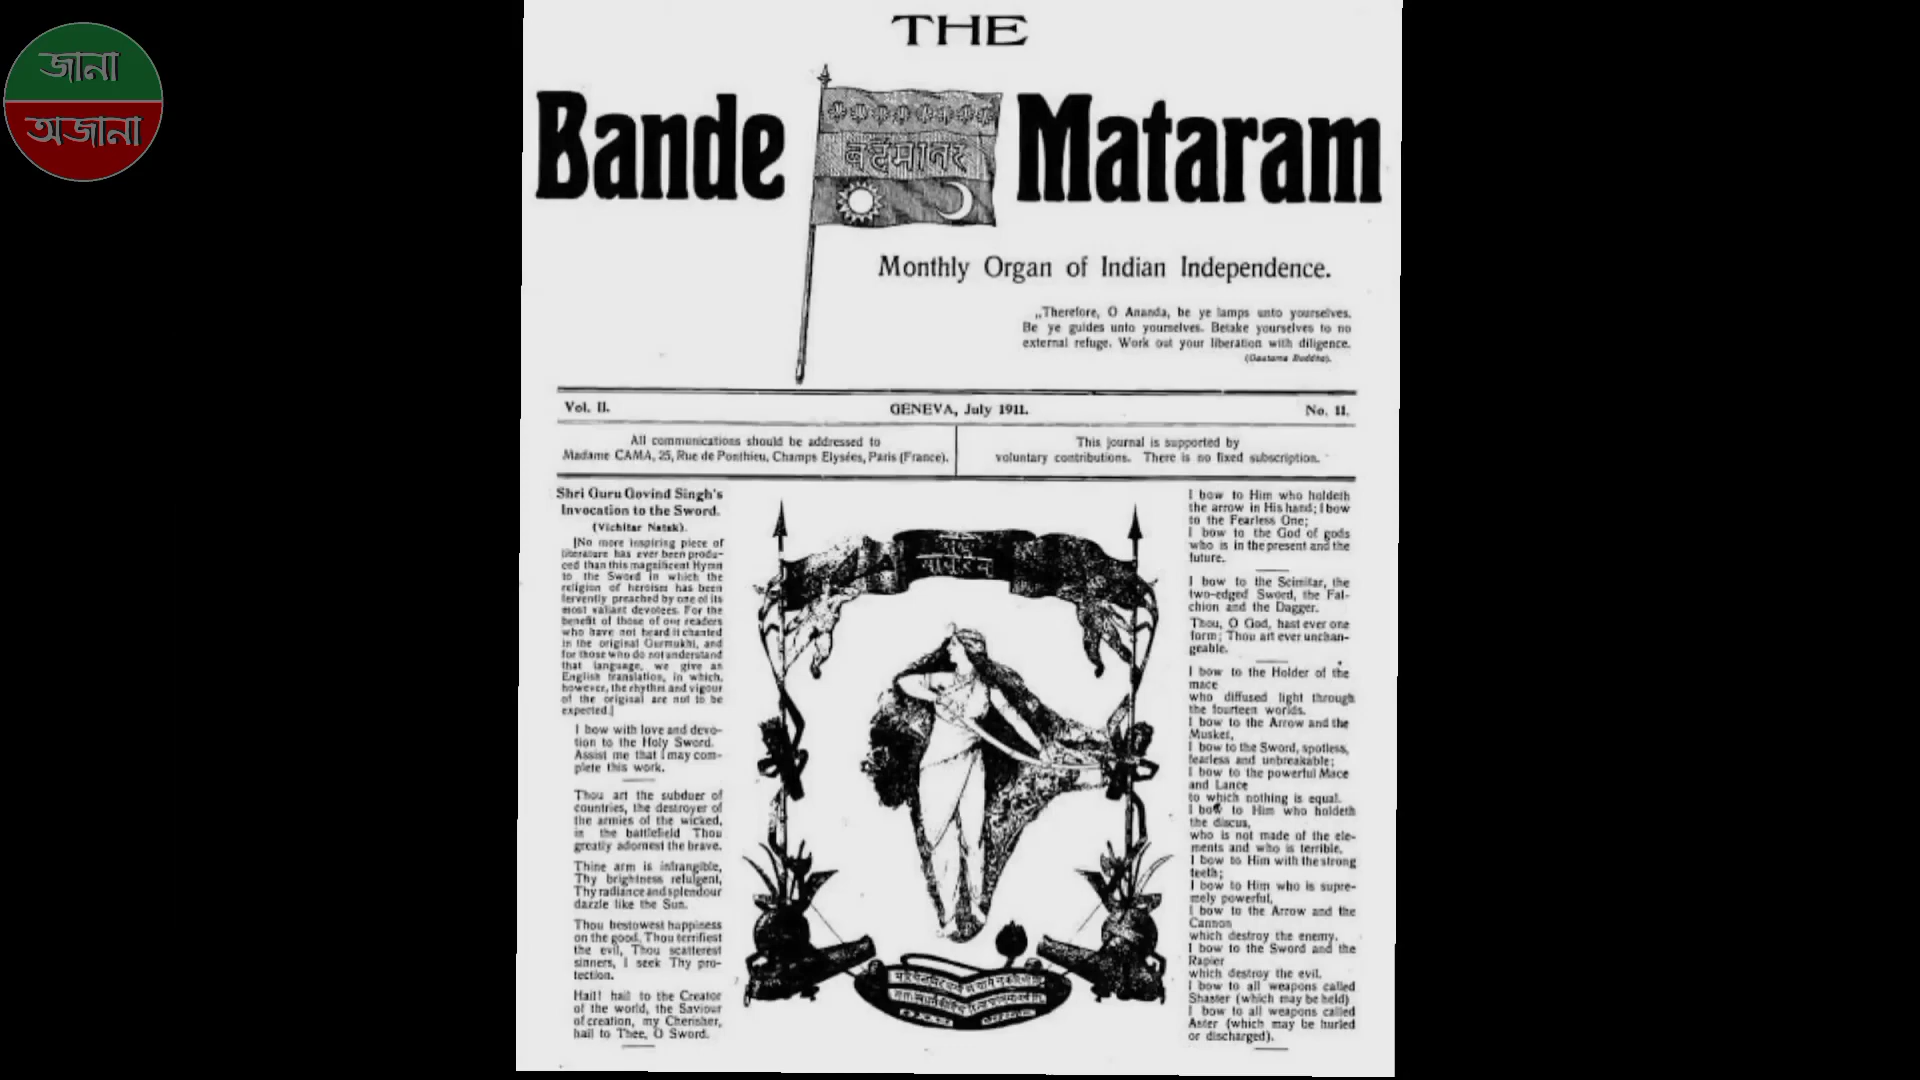 জানা
অজানা
THE
Bande Mataram
Monthly Organ of Indian Independence.
„Therefore, O Ananda, be ye lamps unto yourselves.
Be ye guides unto yourselves. Betake yourselves to no
external refuge. Work out your liberation with diligence.
(Gautama Buddha).
Vol. II. GENEVA, July 1911. No. 11.
All communications should be addressed to
Madame CAMA, 25, Rue de Ponthieu, Champs Elysées, Paris (France).
This journal is supported by
voluntary contributions. There is no fixed subscription.
Shri Guru Govind Singh's
Invocation to the Sword.
(Vichitar Natak).
[No more inspiring piece of
literature has ever been produ-
ced than this magnificent Hymn
to the Sword in which the
religion of heroism has been
fervently preached by one of its
most valiant devotees. For the
benefit of those of our readers
who have not heard it chanted
in the original Gurmukhi, and
for those who do not understand
that language, we give an
English translation, in which,
however, the rhythm and vigour
of the original are not to be
expected.]
I bow with love and devo-
tion to the Holy Sword.
Assist me that I may com-
plete this work.
Thou art the subduer of
countries, the destroyer of
the armies of the wicked,
in the battlefield Thou
greatly adornest the brave.
Thine arm is infrangible,
Thy brightness refulgent,
Thy radiance and splendour
dazzle like the Sun.
Thou bestowest happiness
on the good, Thou terrifiest
the evil, Thou scatterest
sinners, I seek Thy pro-
tection.
Hail! hail to the Creator
of the world, the Saviour
of creation, my Cherisher,
hail to Thee, O Sword.
I bow to Him who holdeth
the arrow in His hand; I bow
to the Fearless One;
I bow to the God of gods
who is in the present and the
future.
I bow to the Scimitar, the
two-edged Sword, the Fal-
chion and the Dagger.
Thou, O God, hast ever one
form; Thou art ever unchan-
geable.
I bow to the Holder of the
mace
who diffused light through
the fourteen worlds.
I bow to the Arrow and the
Musket,
I bow to the Sword, spotless,
fearless and unbreakable;
I bow to the powerful Mace
and Lance
to which nothing is equal.
I bow to Him who holdeth
the discus,
who is not made of the ele-
ments and who is terrible.
I bow to Him with the strong
teeth;
I bow to Him who is supre-
mely powerful,
I bow to the Arrow and the
Cannon
which destroy the enemy.
I bow to the Sword and the
Rapier
which destroy the evil.
I bow to all weapons called
Shaster (which may be held)
I bow to all weapons called
Aster (which may be hurled
or discharged).